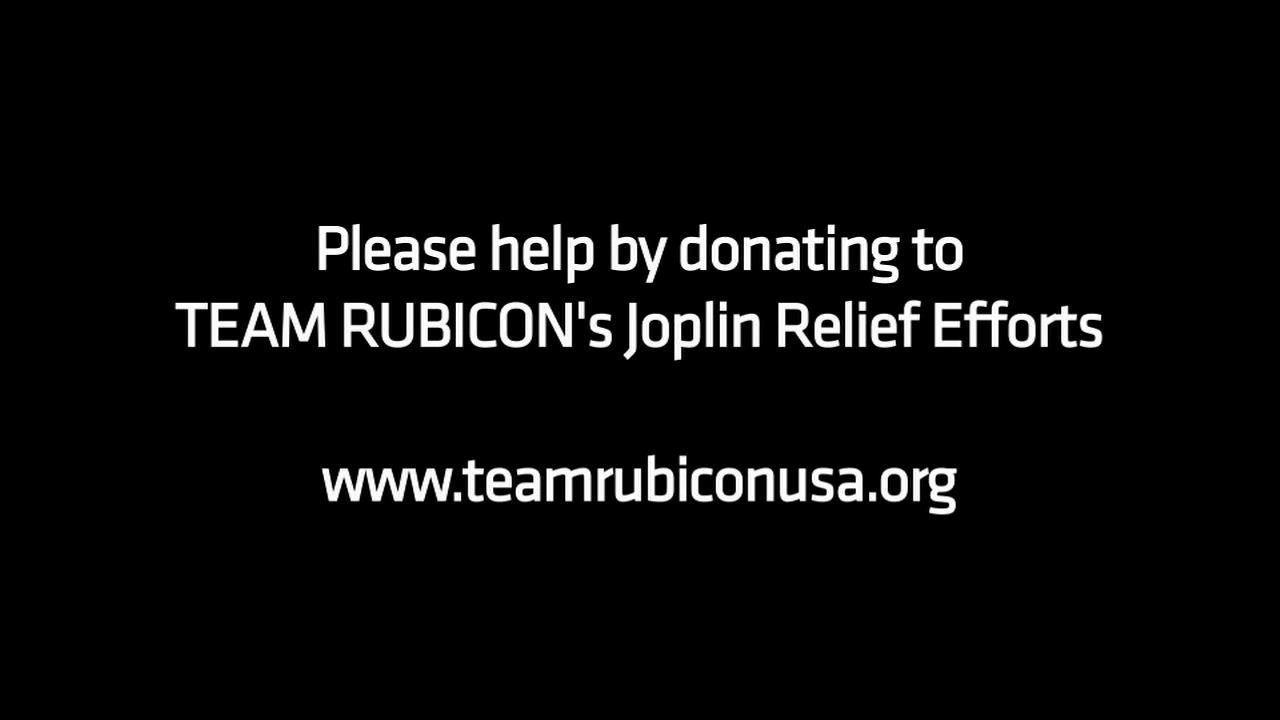 Please help by donating to
TEAM RUBICON's Joplin Relief Efforts
www.teamrubiconusa.org